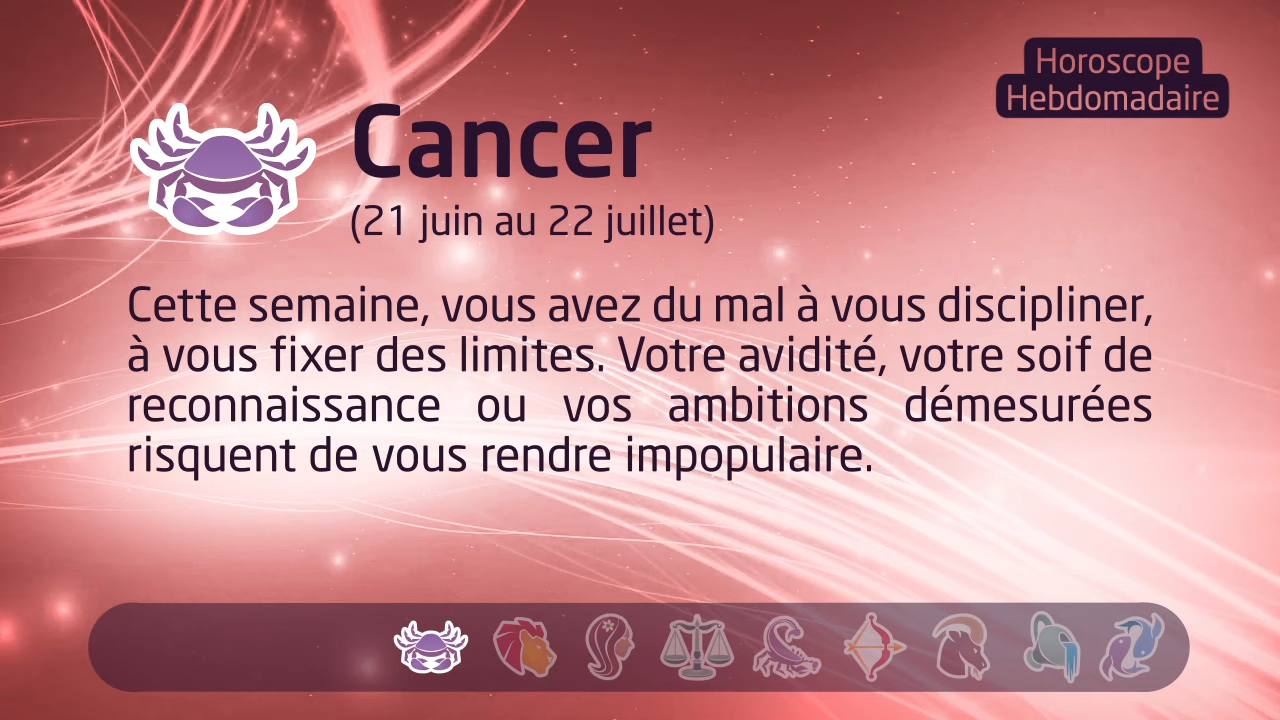 Horoscope
Hebdomadaire
Cancer
(21 juin au 22 juillet)
Cette semaine, vous avez du mal à vous discipliner,
à vous fixer des limites. Votre avidité, votre soif de
reconnaissance ou vos ambitions démesurées
risquent de vous rendre impopulaire.